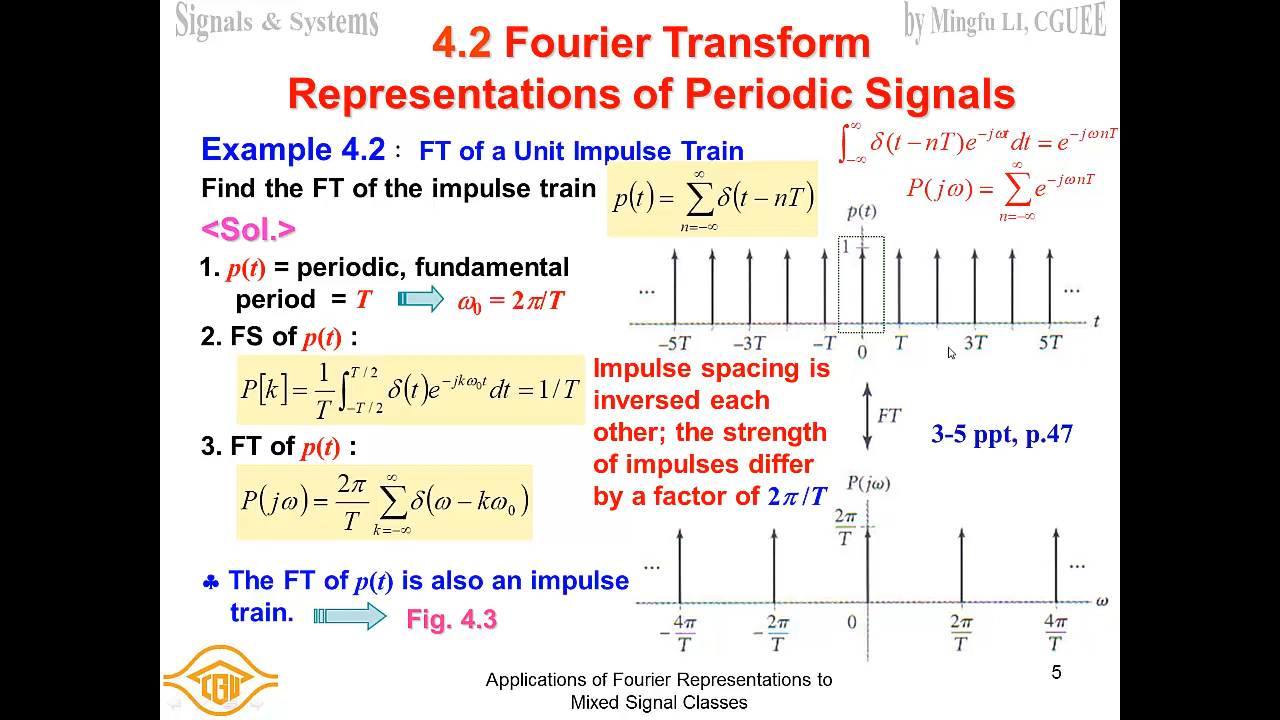 Signals & Systems
by Mingfu LI, CGUEE
4.2 Fourier Transform
Representations of Periodic Signals
Example 4.2 : FT of a Unit Impulse Train
∫_{-∞}^{∞} δ(t − nT)e^{−jωt}dt = e^{−jωnT}
Find the FT of the impulse train
p(t) = ∑_{n=−∞}^{∞} δ(t − nT)
P(jω) = ∑_{n=−∞}^{∞} e^{−jωnT}
<Sol.>
1. p(t) = periodic, fundamental
period = T ω₀ = 2π/T
p(t)
1
... ...
t
−5T −3T −T 0 T 3T 5T
2. FS of p(t) :
P[k] = 1/T ∫_{−T/2}^{T/2} δ(t)e^{−jkω₀t} dt = 1/T
Impulse spacing is
inversed each
other; the strength
of impulses differ
by a factor of 2π/T
FT
3-5 ppt, p.47
3. FT of p(t) :
P(jω) = 2π/T ∑_{k=−∞}^{∞} δ(ω − kω₀)
P(jω)
2π/T
... ...
ω
−4π/T −2π/T 0 2π/T 4π/T
♣ The FT of p(t) is also an impulse
train. Fig. 4.3
CGU
Applications of Fourier Representations to
Mixed Signal Classes
5